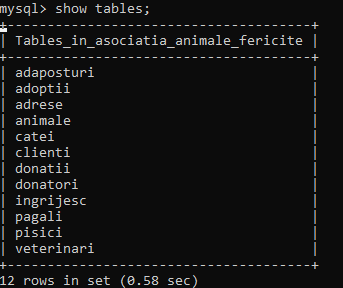 mysql> show tables;
+-----------------------------------+
| Tables_in_asociatia_animale_fericite |
+-----------------------------------+
| adaposturi |
| adoptii |
| adrese |
| animale |
| catei |
| clienti |
| donatii |
| donatori |
| ingrijesc |
| pagali |
| pisici |
| veterinari |
+-----------------------------------+
12 rows in set (0.58 sec)